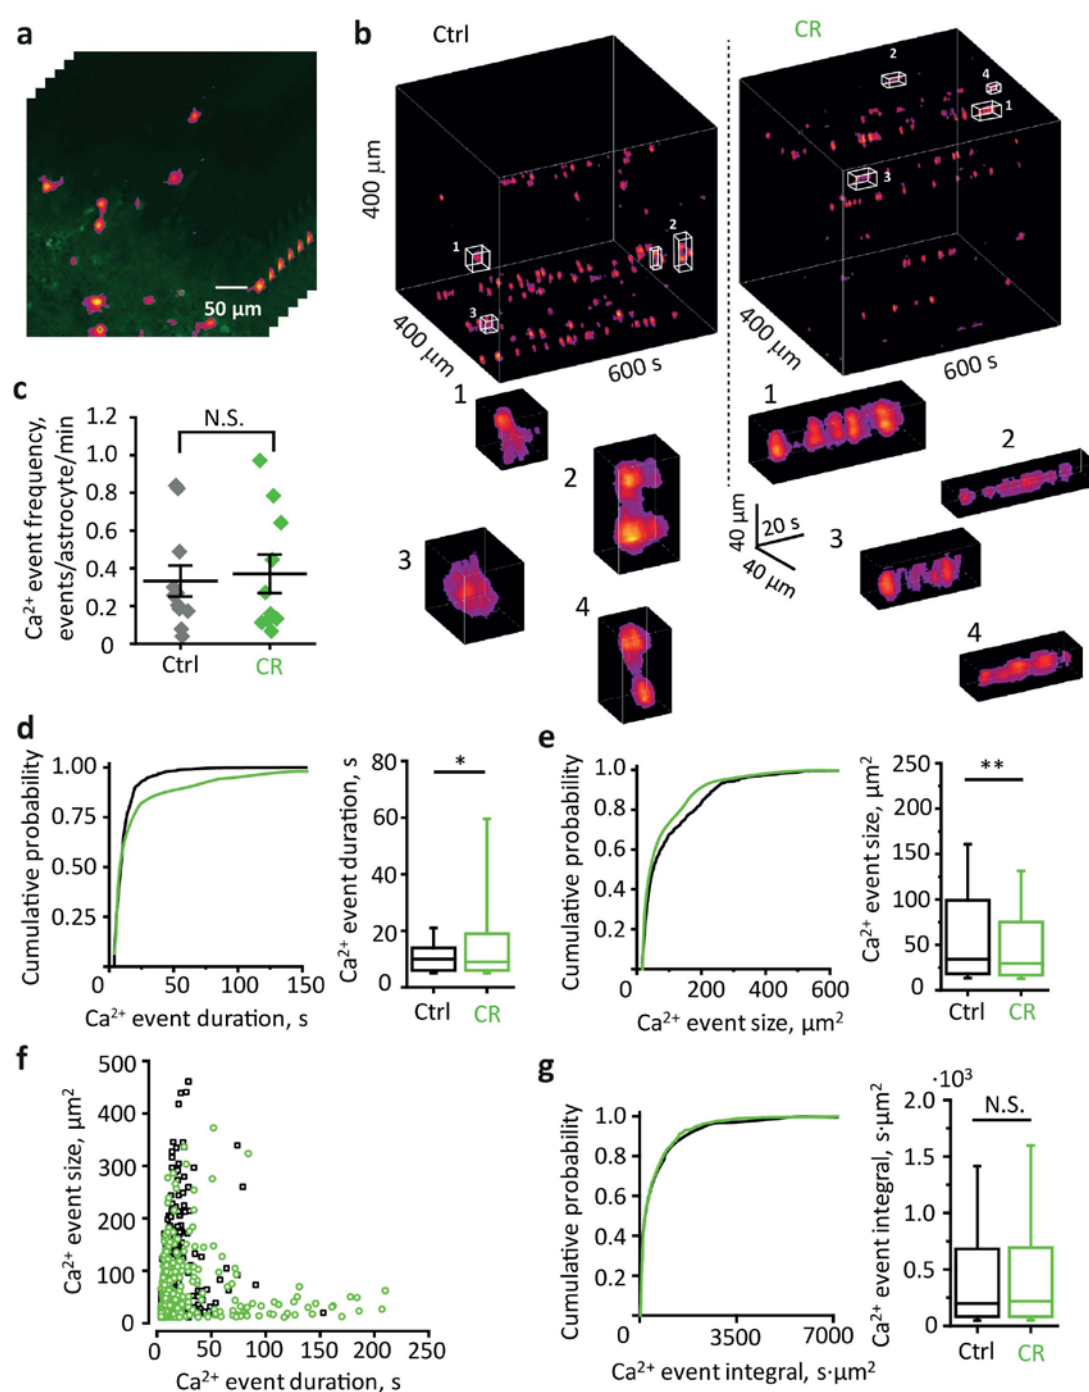 a
50 µm
b
Ctrl
CR
1
2
3
400 µm
400 µm
600 s
2
4
1
3
400 µm
600 s
1
2
3
4
1
2
3
4
40 µm
20 s
40 µm
c
Ca²⁺ event frequency,
events/astrocyte/min
1.2
1.0
0.8
0.6
0.4
0.2
0
N.S.
Ctrl
CR
d
Cumulative probability
1.00
0.75
0.50
0.25
0
50
100
150
Ca²⁺ event duration, s
Ca²⁺ event duration, s
80
60
40
20
0
*
Ctrl
CR
e
Cumulative probability
1.0
0.8
0.6
0.4
0.2
0
200
400
600
Ca²⁺ event size, µm²
Ca²⁺ event size, µm²
250
200
150
100
50
0
**
Ctrl
CR
f
Ca²⁺ event size, µm²
500
400
300
200
100
0
0
50
100
150
200
250
Ca²⁺ event duration, s
g
Cumulative probability
1.0
0.8
0.6
0.4
0.2
0
3500
7000
Ca²⁺ event integral, s·µm²
Ca²⁺ event integral, s·µm²
·10³
2.0
1.5
1.0
0.5
0
N.S.
Ctrl
CR